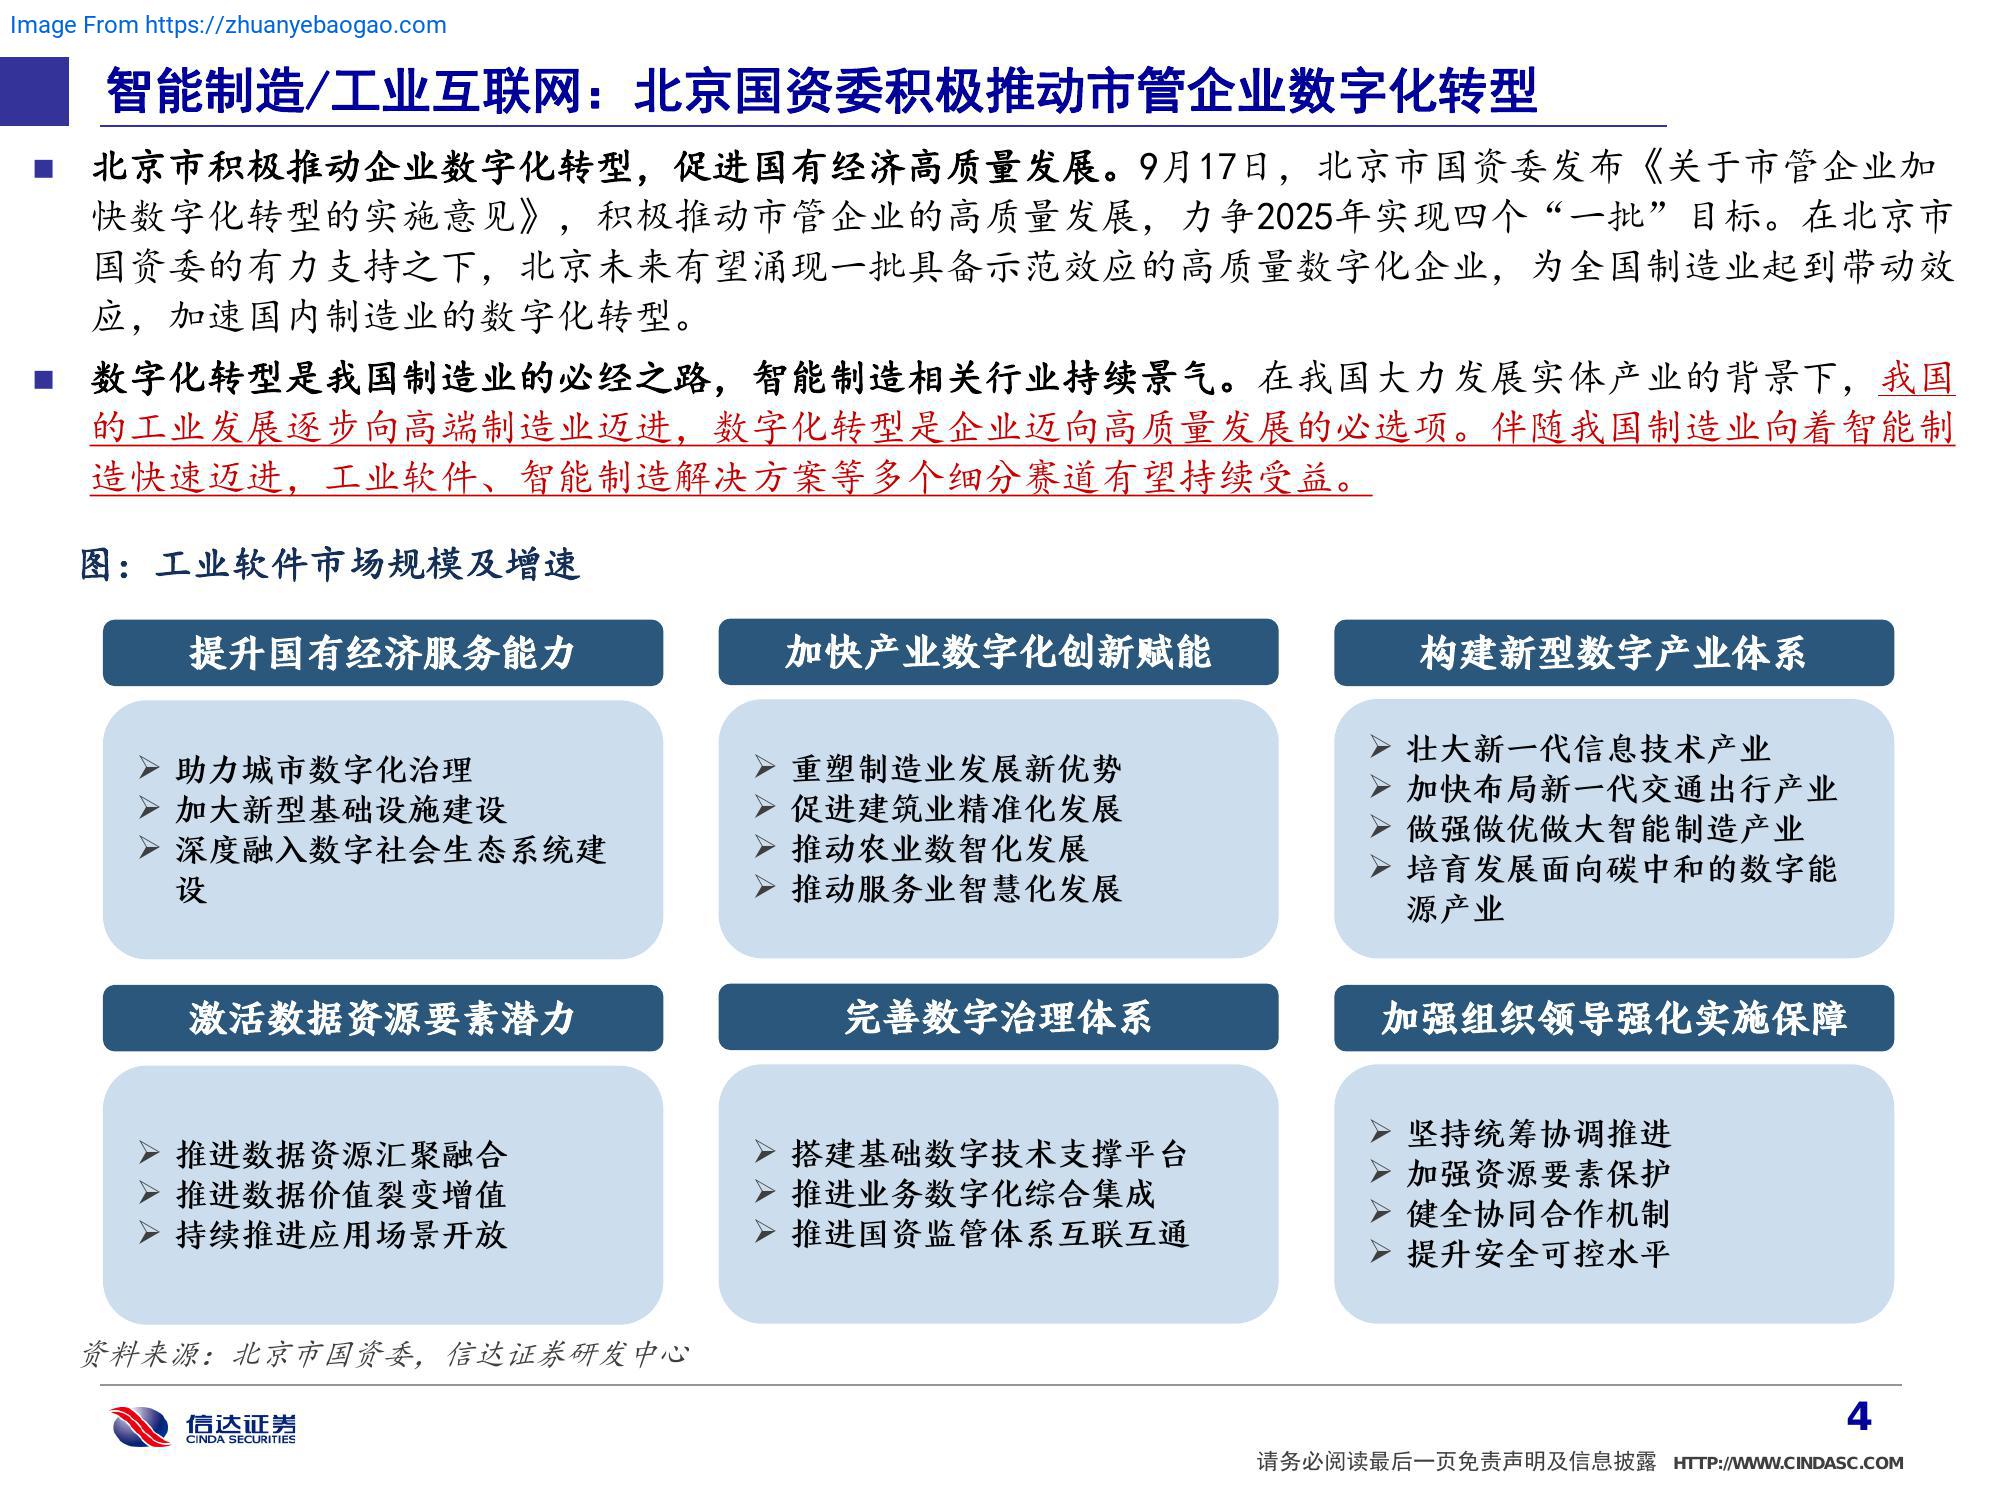 Image From https://zhuanyebaogao.com
智能制造/工业互联网：北京国资委积极推动市管企业数字化转型
■ 北京市积极推动企业数字化转型，促进国有经济高质量发展。9月17日，北京市国资委发布《关于市管企业加
快数字化转型的实施意见》，积极推动市管企业的高质量发展，力争2025年实现四个“一批”目标。在北京市
国资委的有力支持之下，北京未来有望涌现一批具备示范效应的高质量数字化企业，为全国制造业起到带动效
应，加速国内制造业的数字化转型。
■ 数字化转型是我国制造业的必经之路，智能制造相关行业持续景气。在我国大力发展实体产业的背景下，我国
的工业发展逐步向高端制造业迈进，数字化转型是企业迈向高质量发展的必选项。伴随我国制造业向着智能制
造快速迈进，工业软件、智能制造解决方案等多个细分赛道有望持续受益。
图：工业软件市场规模及增速
提升国有经济服务能力
➢ 助力城市数字化治理
➢ 加大新型基础设施建设
➢ 深度融入数字社会生态系统建
设
加快产业数字化创新赋能
➢ 重塑制造业发展新优势
➢ 促进建筑业精准化发展
➢ 推动农业数智化发展
➢ 推动服务业智慧化发展
构建新型数字产业体系
➢ 壮大新一代信息技术产业
➢ 加快布局新一代交通出行产业
➢ 做强做优做大智能制造产业
➢ 培育发展面向碳中和的数字能
源产业
激活数据资源要素潜力
➢ 推进数据资源汇聚融合
➢ 推进数据价值裂变增值
➢ 持续推进应用场景开放
完善数字治理体系
➢ 搭建基础数字技术支撑平台
➢ 推进业务数字化综合集成
➢ 推进国资监管体系互联互通
加强组织领导强化实施保障
➢ 坚持统筹协调推进
➢ 加强资源要素保护
➢ 健全协同合作机制
➢ 提升安全可控水平
资料来源：北京市国资委，信达证券研发中心
信达证券
CINDA SECURITIES
4
请务必阅读最后一页免责声明及信息披露 HTTP://WWW.CINDASC.COM